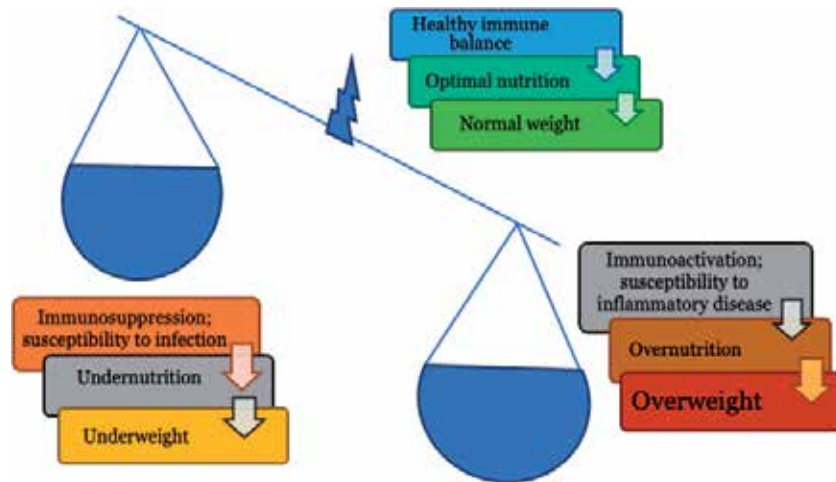 Healthy immune
balance
Optimal nutrition
Normal weight
Immunosuppression;
susceptibility to infection
Undernutrition
Underweight
Immunoactivation;
susceptibility to
inflammatory disease
Overnutrition
Overweight